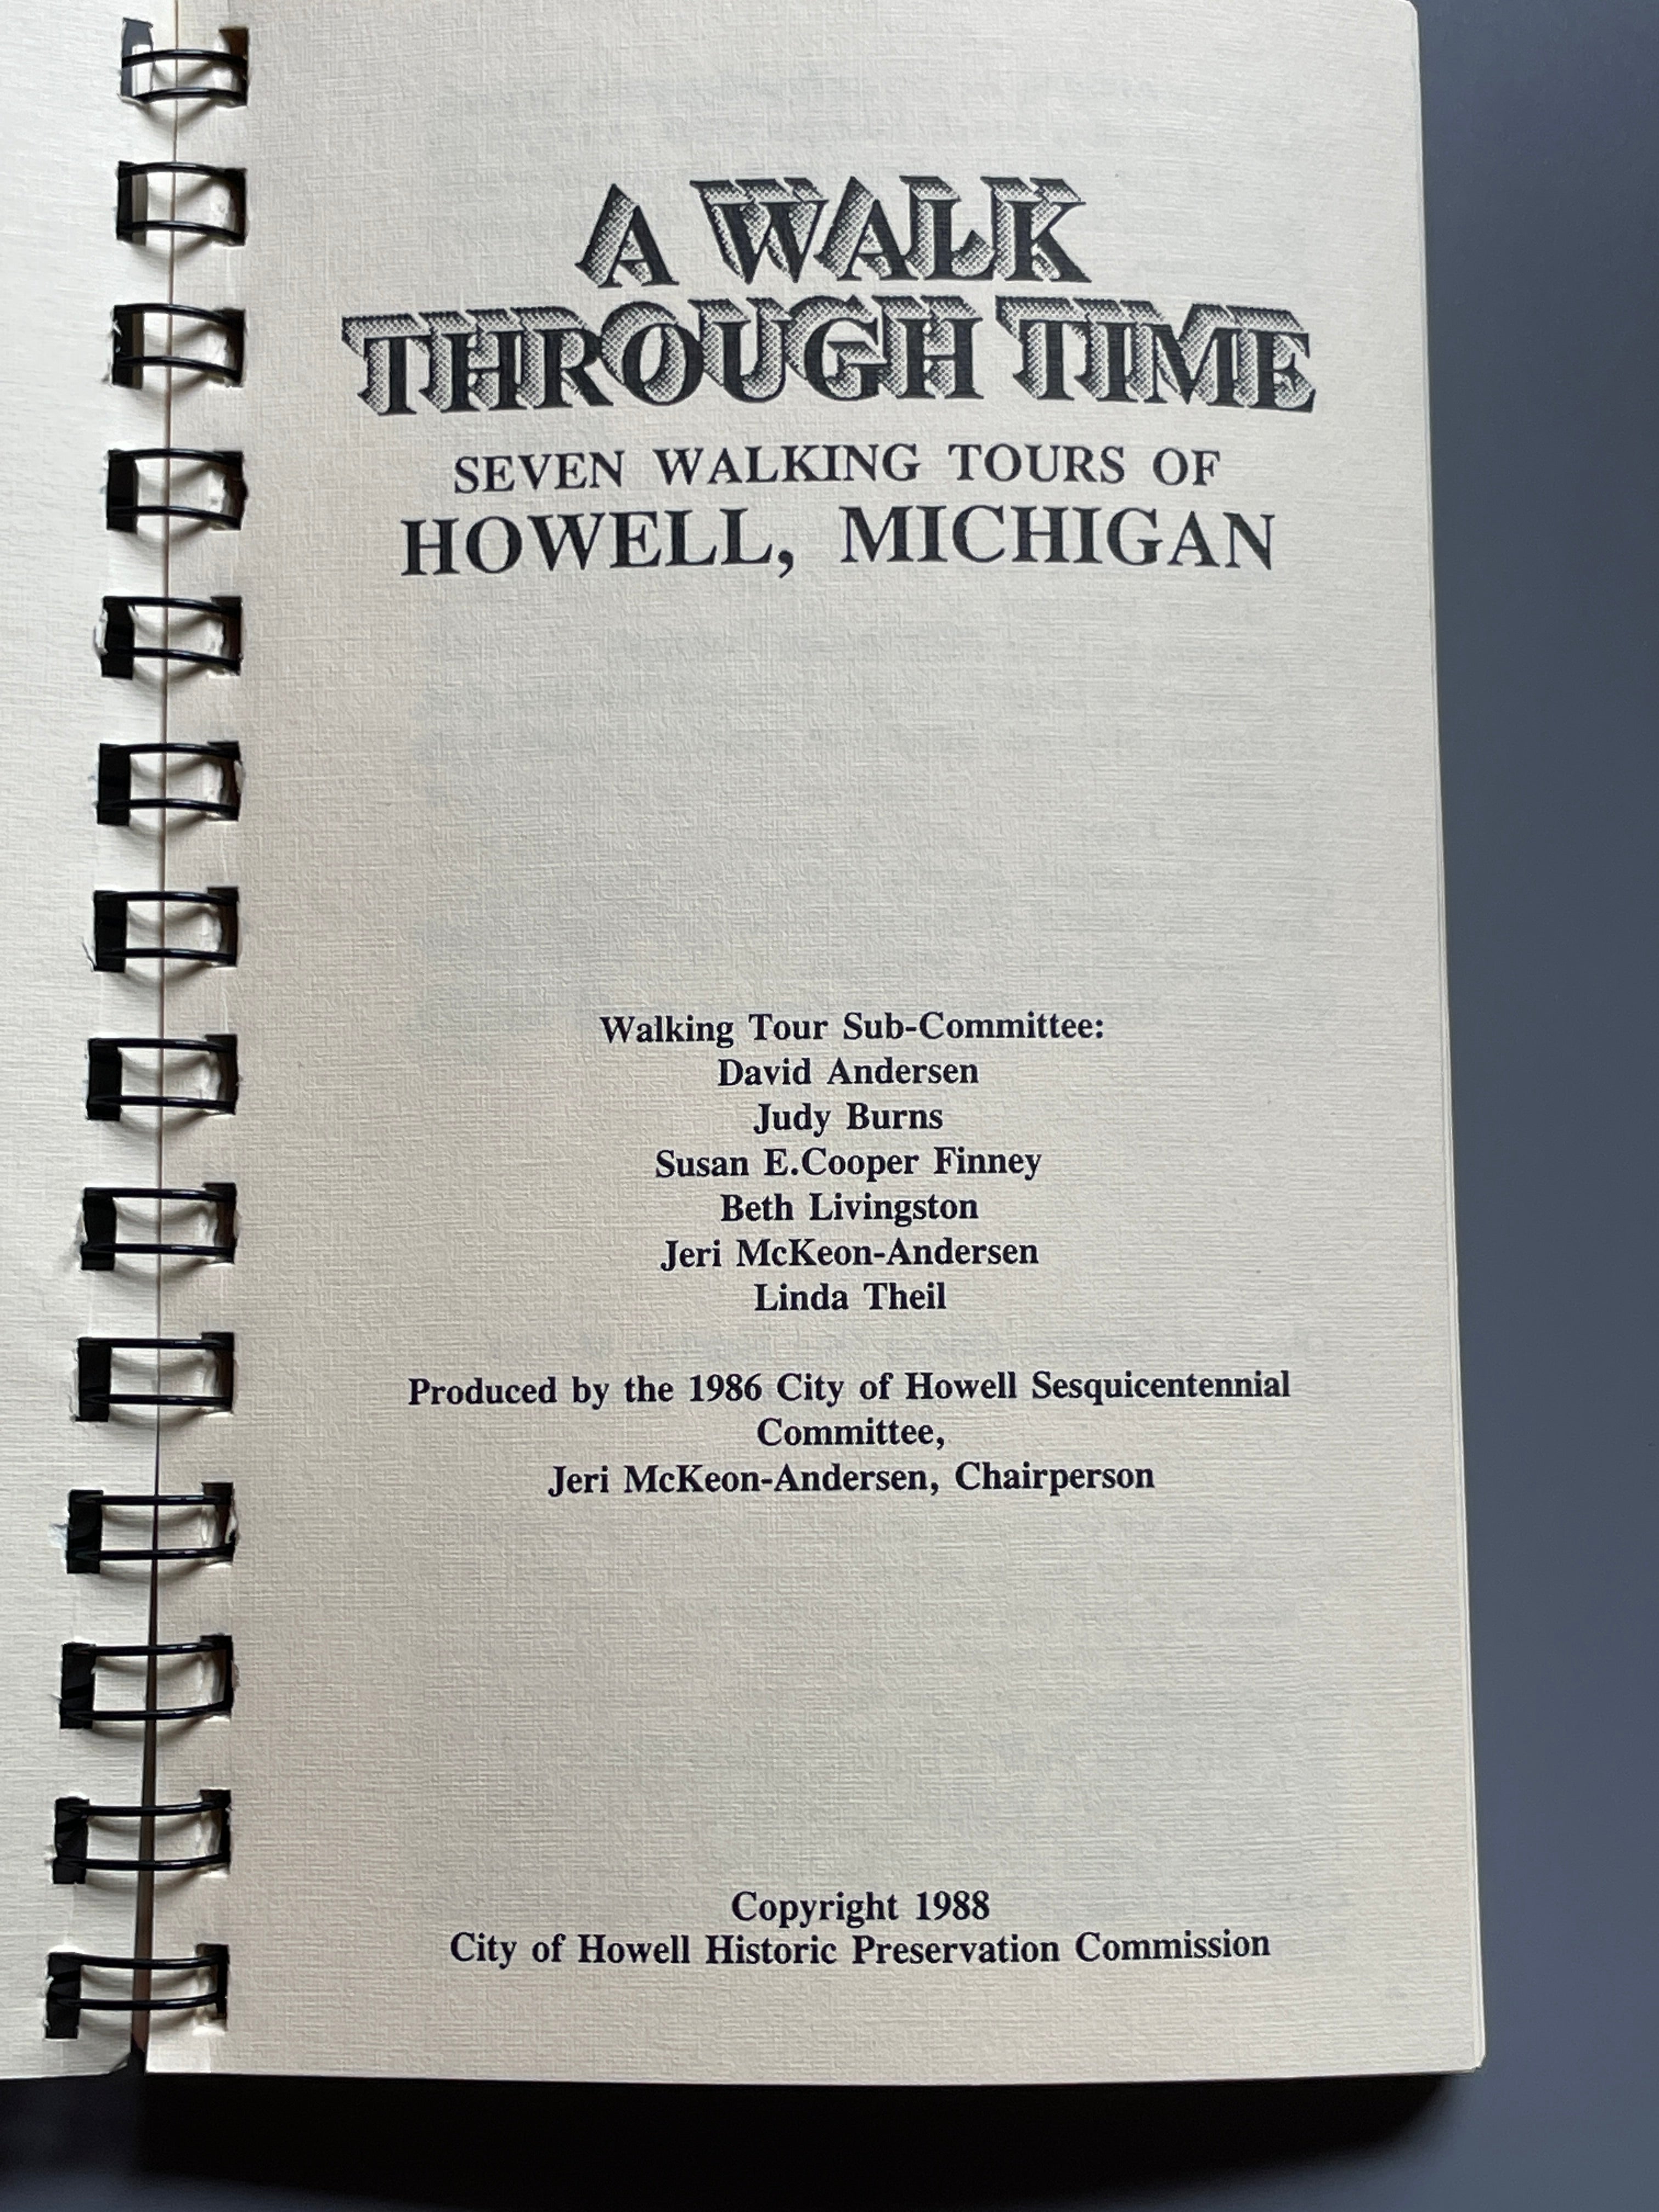 A WALK
THROUGH TIME
SEVEN WALKING TOURS OF
HOWELL, MICHIGAN
Walking Tour Sub-Committee:
David Andersen
Judy Burns
Susan E.Cooper Finney
Beth Livingston
Jeri McKeon-Andersen
Linda Theil
Produced by the 1986 City of Howell Sesquicentennial
Committee,
Jeri McKeon-Andersen, Chairperson
Copyright 1988
City of Howell Historic Preservation Commission